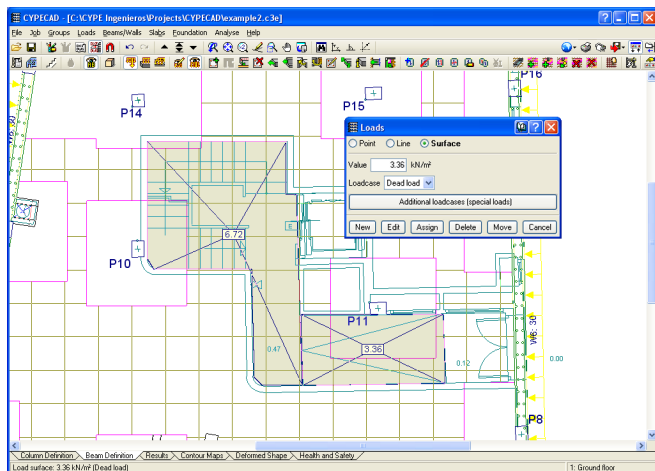 CYPECAD - [C:\CYPE Ingenieros\Projects\CYPECAD\example2.c3e]
File Job Groups Loads Beams/Walls Slabs Foundation Analyse Help
P16
P14
P15
W6: 30
Loads
Point Line Surface
Value 3.36 kN/m²
Loadcase Dead load
Additional loadcases (special loads)
New Edit Assign Delete Move Cancel
6.72
E
P10
P11
W6: 30
3.36
0.47
0.12
0.00
P8
Column Definition Beam Definition Results Contour Maps Deformed Shape Health and Safety
Load surface: 3.36 kN/m² (Dead load)
1: Ground floor